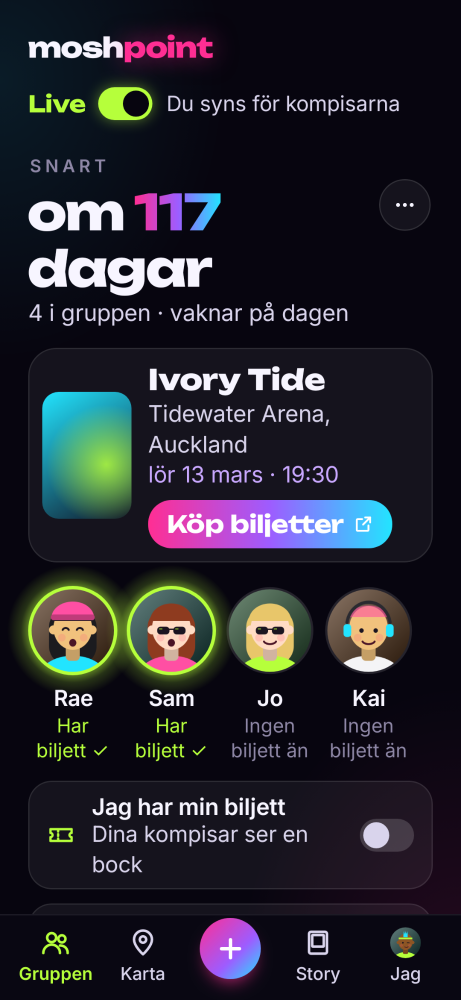 moshpoint
Live Du syns för kompisarna
SNART
om 117
dagar
4 i gruppen · vaknar på dagen
Ivory Tide
Tidewater Arena,
Auckland
lör 13 mars · 19:30
Köp biljetter
Rae Sam Jo Kai
Har Har Ingen Ingen
biljett ✓ biljett ✓ biljett än biljett än
Jag har min biljett
Dina kompisar ser en
bock
Gruppen Karta Story Jag